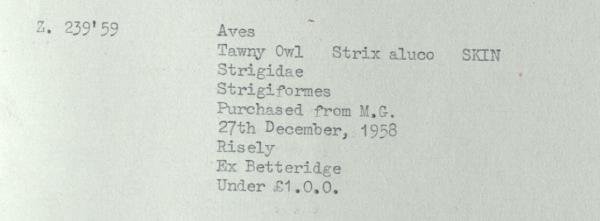 Z. 239'59 Aves
Tawny Owl Strix aluco SKIN
Strigidae
Strigiformes
Purchased from M.G.
27th December, 1958
Risely
Ex Betteridge
Under £1.0.0.